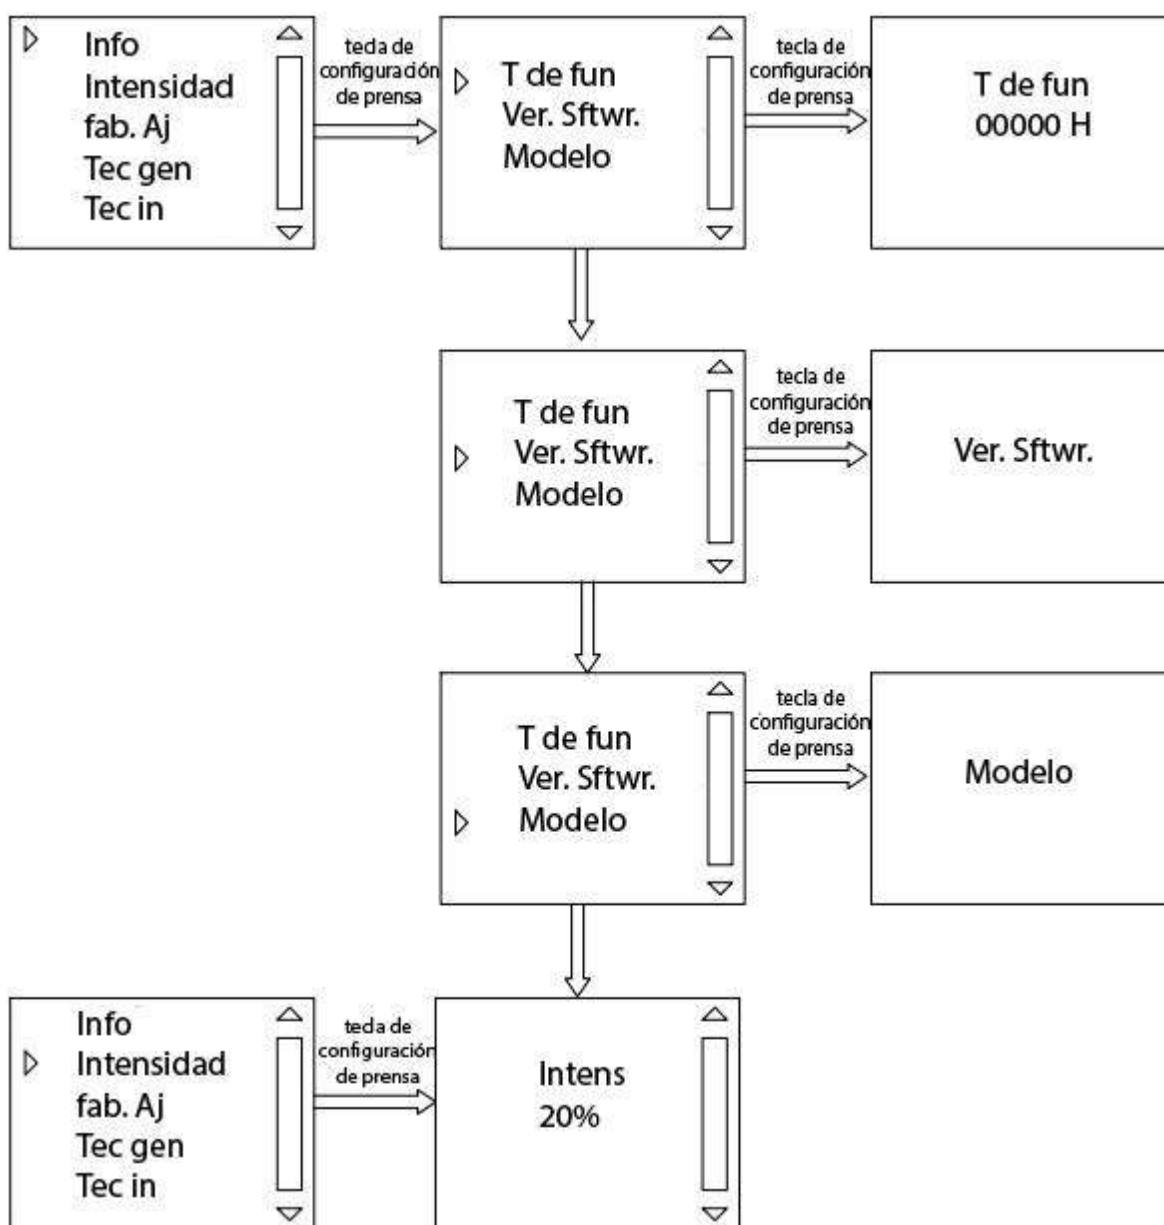 Info
Intensidad
fab. Aj
Tec gen
Tec in
tecla de
configuración
de prensa
T de fun
Ver. Sftwr.
Modelo
tecla de
configuración
de prensa
T de fun
00000 H
T de fun
Ver. Sftwr.
Modelo
tecla de
configuración
de prensa
Ver. Sftwr.
T de fun
Ver. Sftwr.
Modelo
tecla de
configuración
de prensa
Modelo
Info
Intensidad
fab. Aj
Tec gen
Tec in
tecla de
configuración
de prensa
Intens
20%